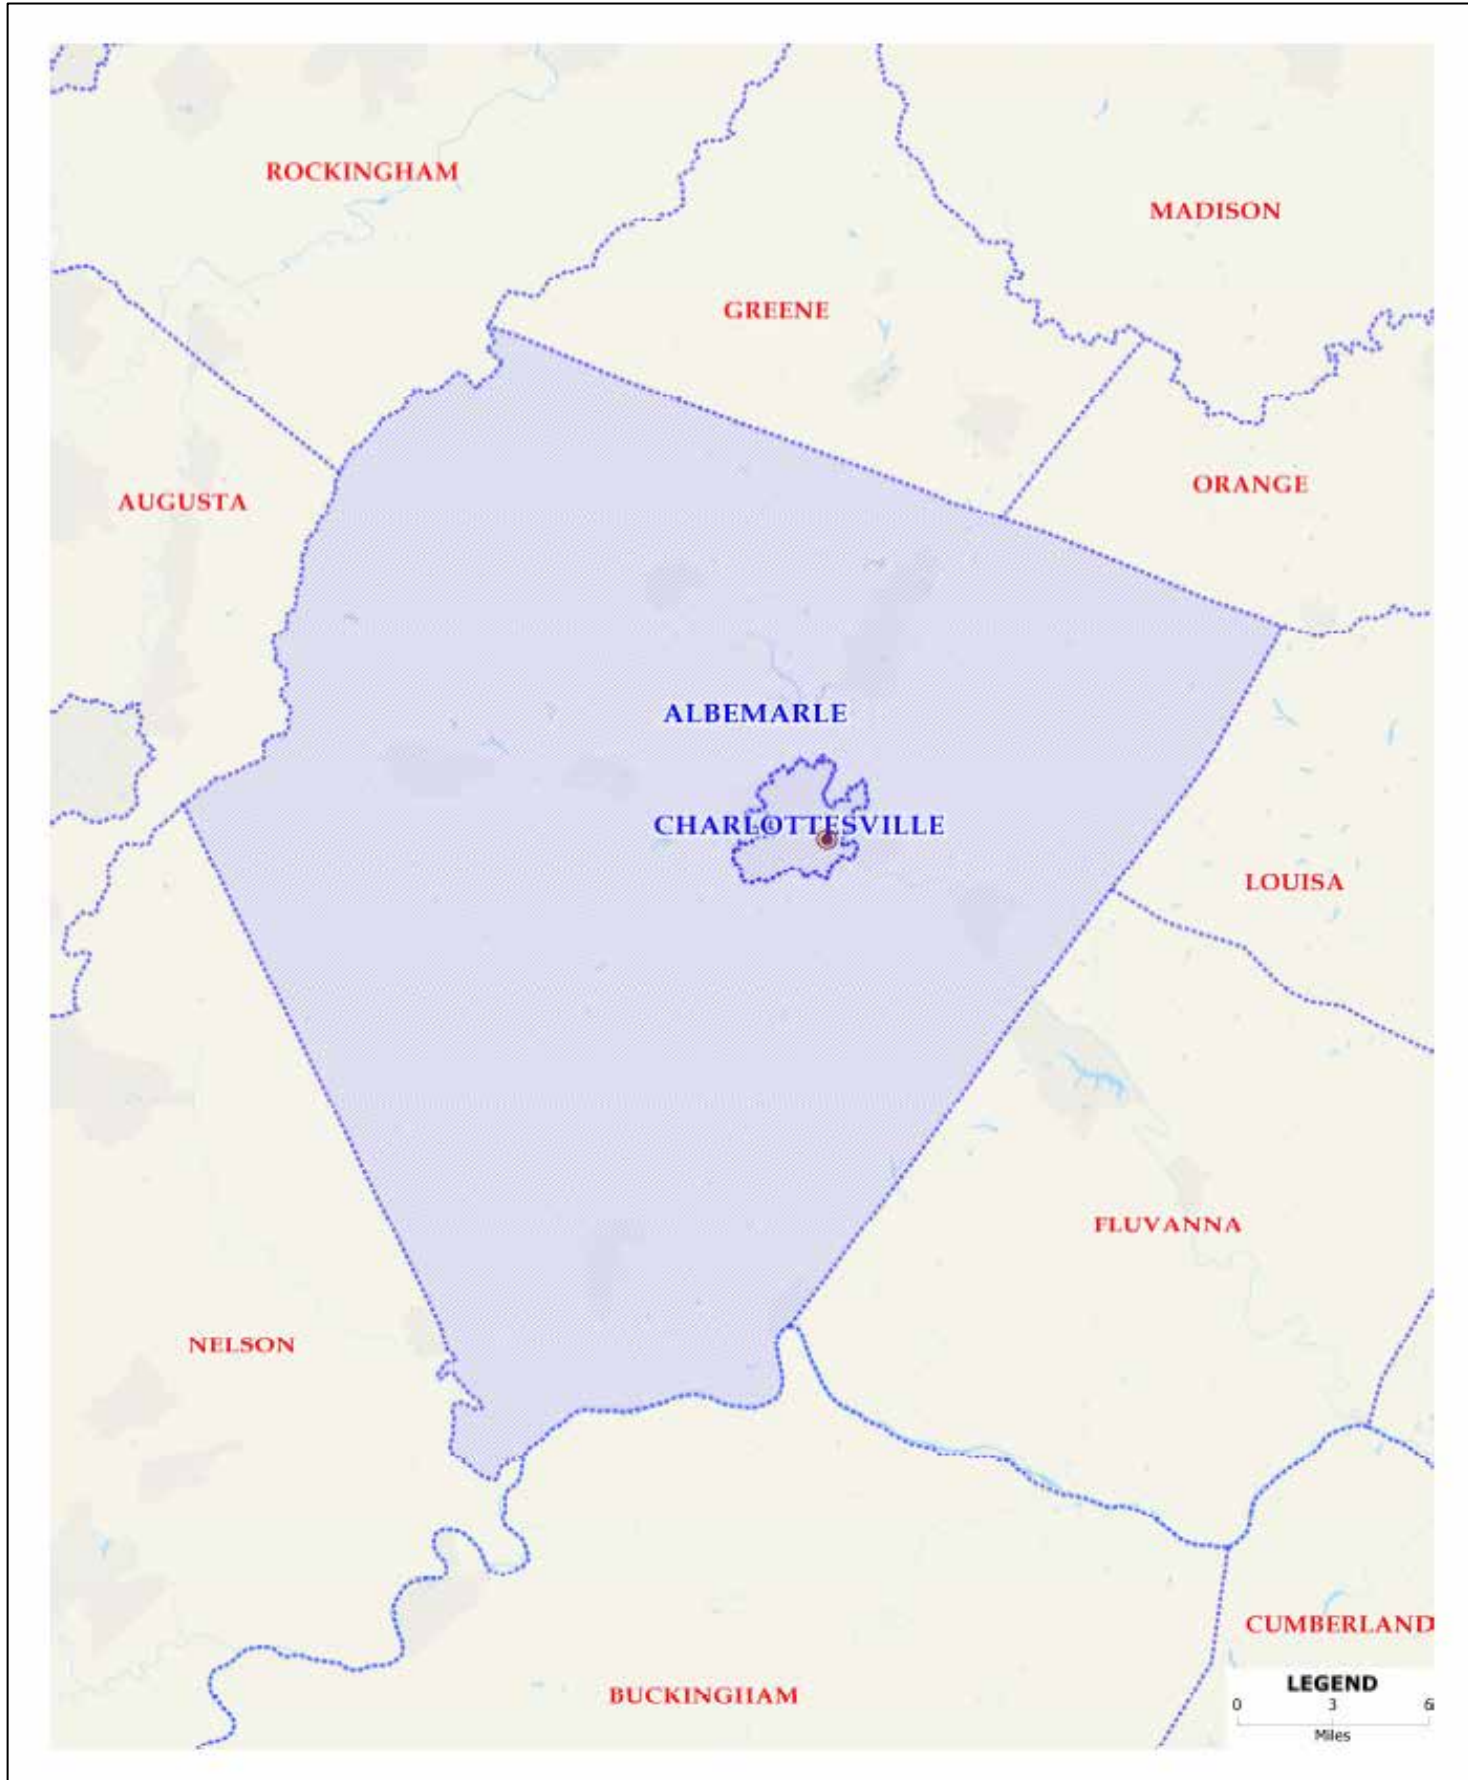 ROCKINGHAM
MADISON
GREENE
ORANGE
AUGUSTA
ALBEMARLE
CHARLOTTESVILLE
LOUISA
FLUVANNA
NELSON
CUMBERLAND
LEGEND
0 3 6
Miles
BUCKINGHAM